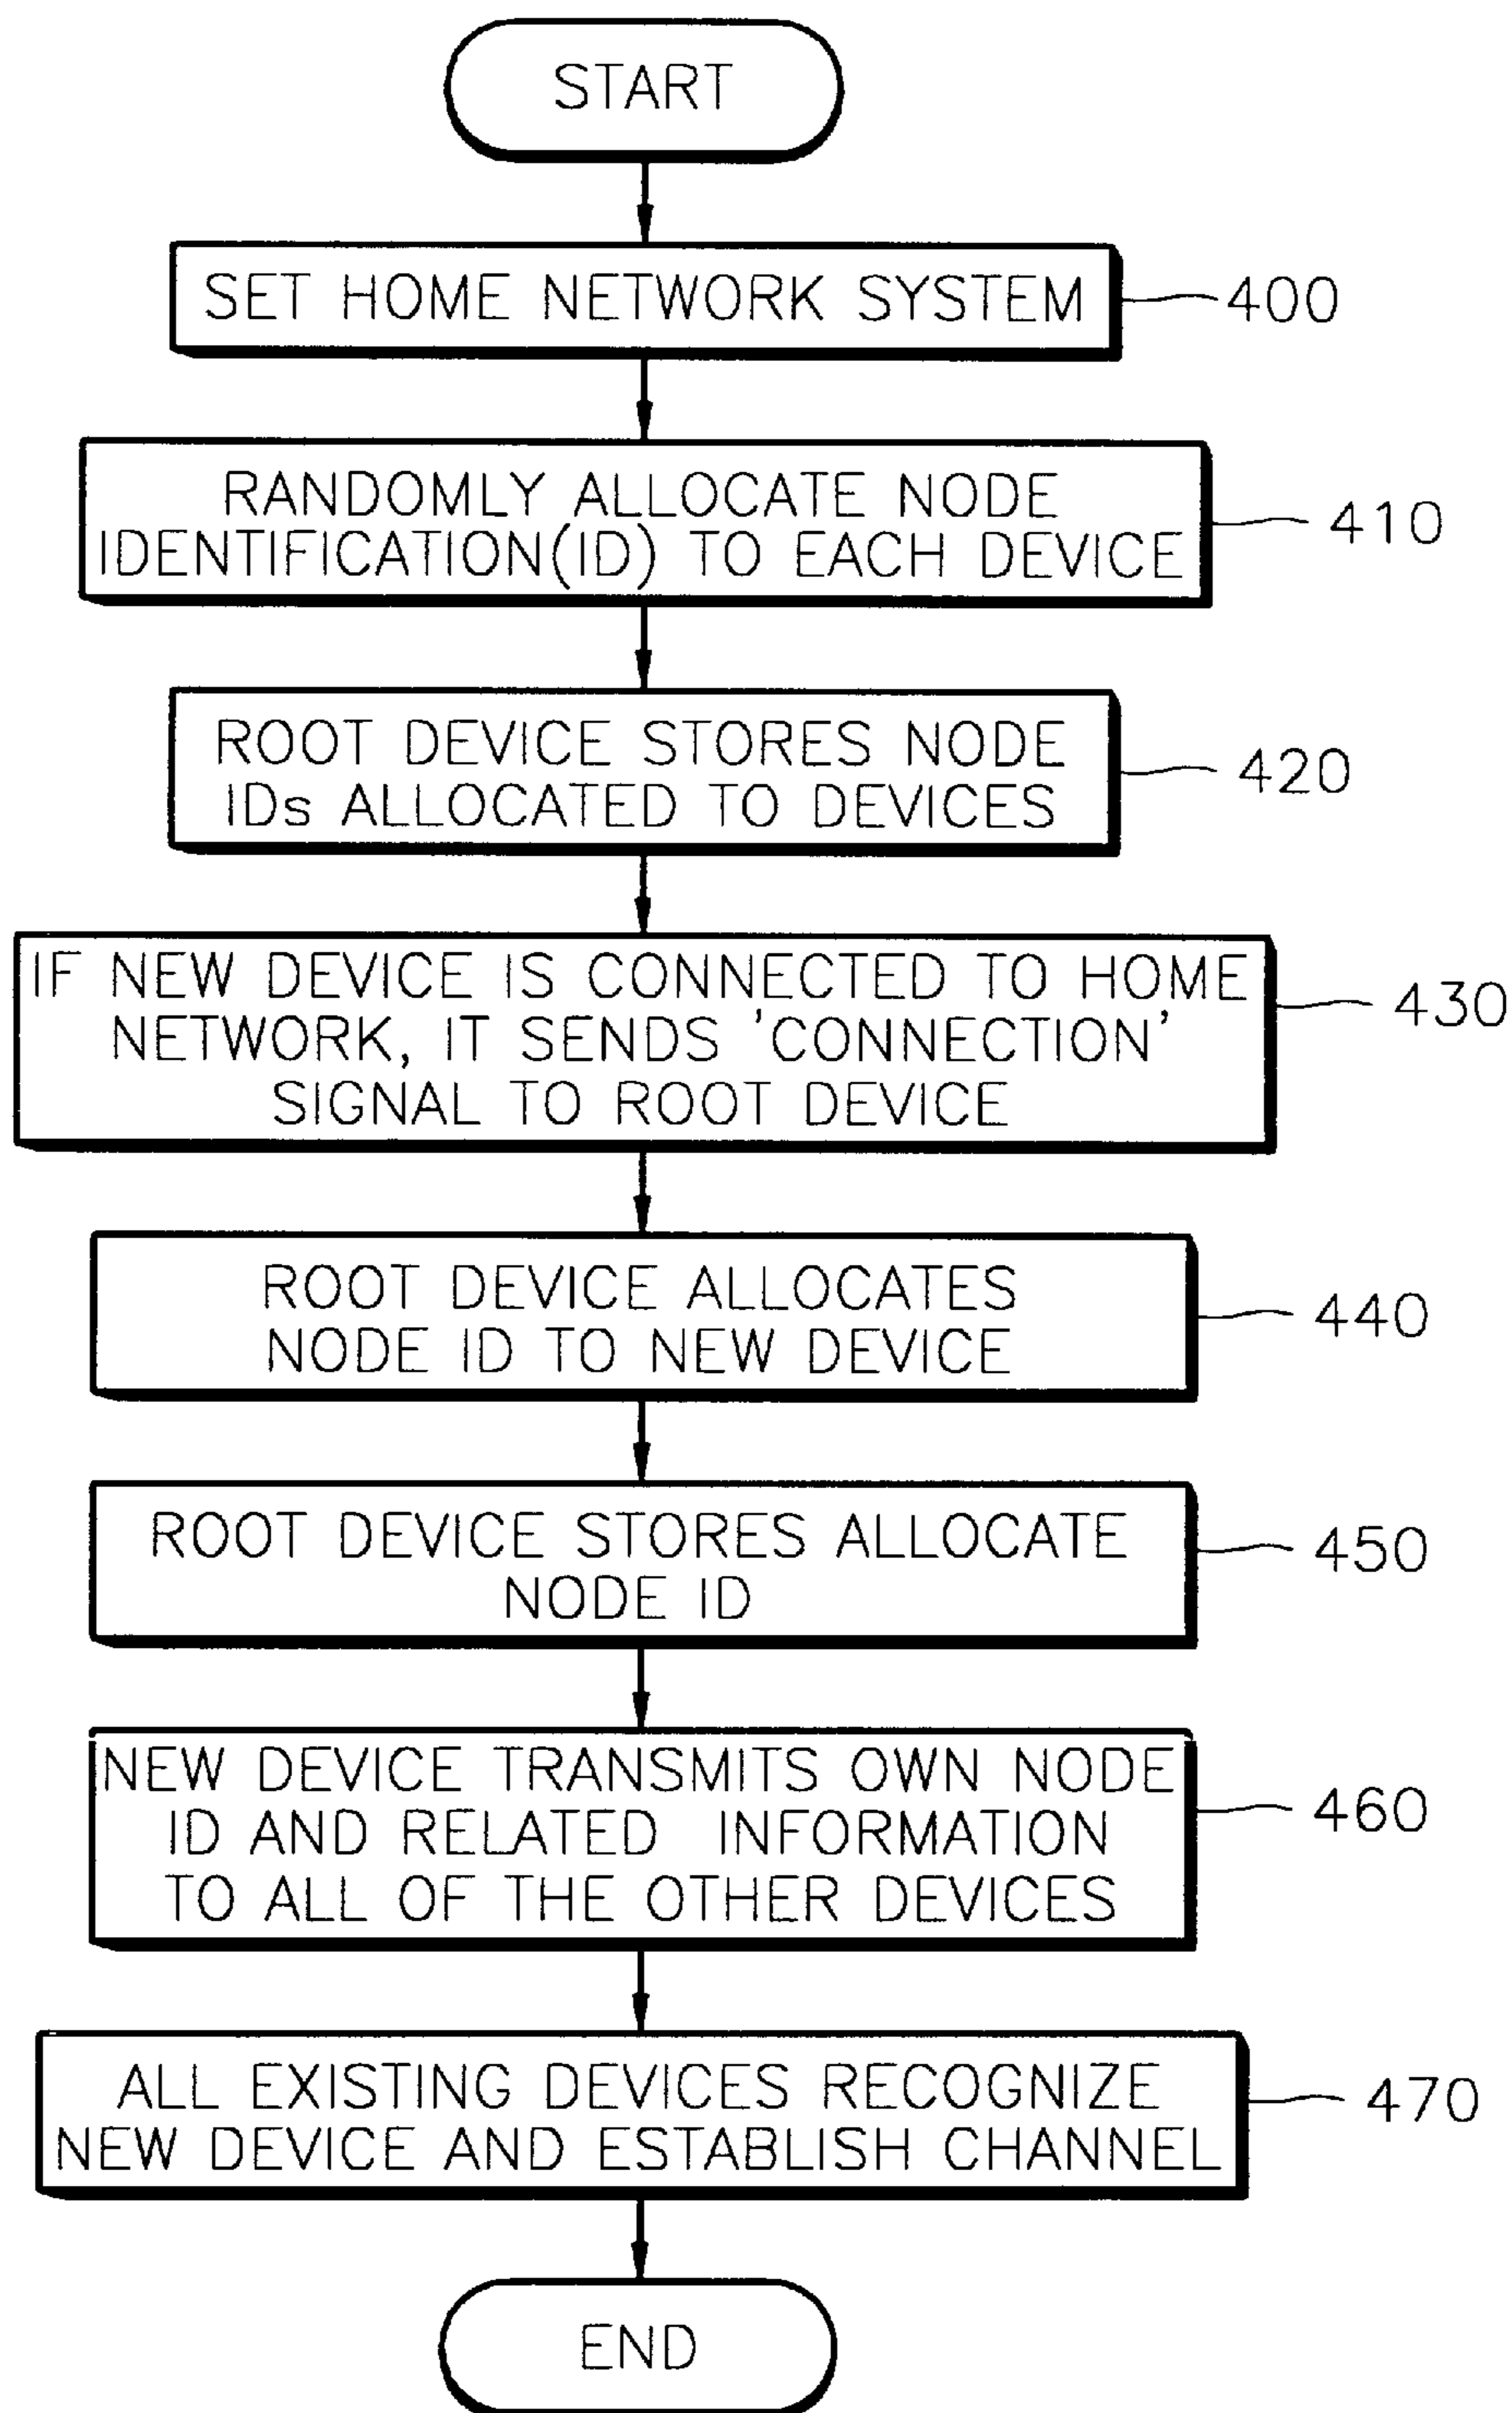 START
SET HOME NETWORK SYSTEM
400
RANDOMLY ALLOCATE NODE
IDENTIFICATION(ID) TO EACH DEVICE
410
ROOT DEVICE STORES NODE
IDs ALLOCATED TO DEVICES
420
IF NEW DEVICE IS CONNECTED TO HOME
NETWORK, IT SENDS 'CONNECTION'
SIGNAL TO ROOT DEVICE
430
ROOT DEVICE ALLOCATES
NODE ID TO NEW DEVICE
440
ROOT DEVICE STORES ALLOCATE
NODE ID
450
NEW DEVICE TRANSMITS OWN NODE
ID AND RELATED INFORMATION
TO ALL OF THE OTHER DEVICES
460
ALL EXISTING DEVICES RECOGNIZE
NEW DEVICE AND ESTABLISH CHANNEL
470
END